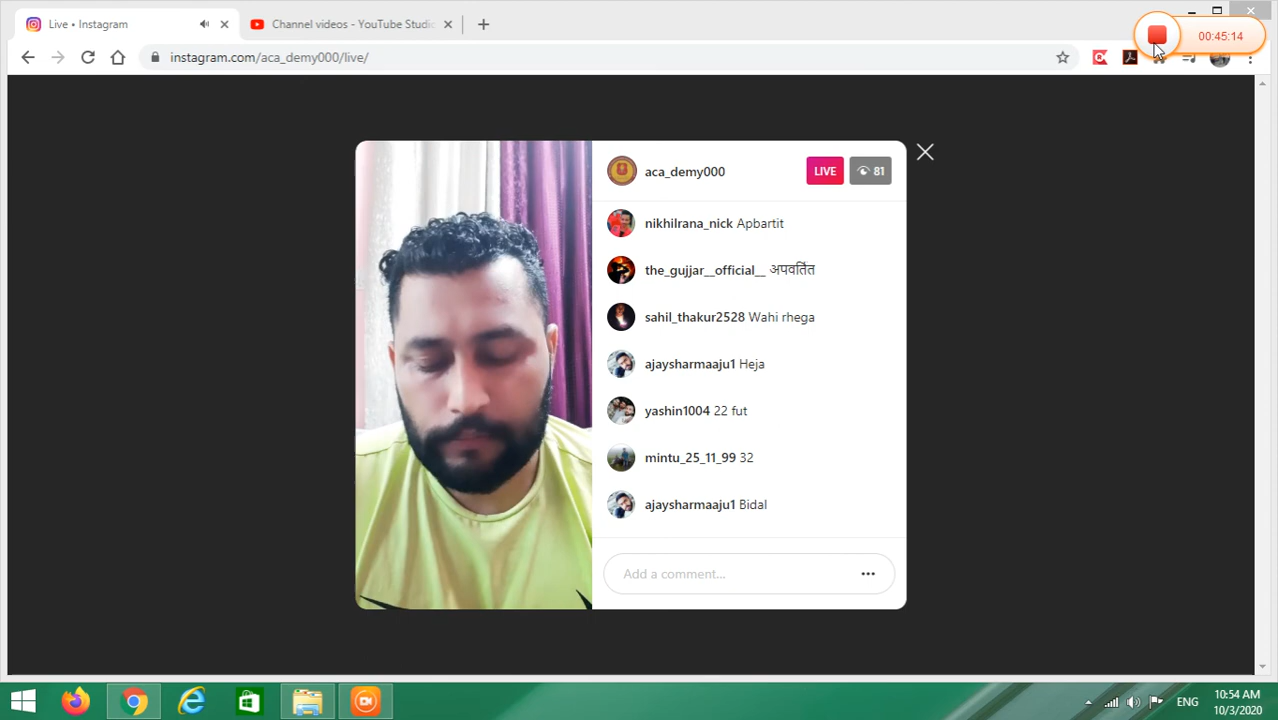 Live • Instagram
Channel videos - YouTube Studio
00:45:14
instagram.com/aca_demy000/live/
aca_demy000 LIVE 81
nikhilrana_nick Apbartit
the_gujjar__official__ अपवर्तित
sahil_thakur2528 Wahi rhega
ajaysharmaaju1 Heja
yashin1004 22 fut
mintu_25_11_99 32
ajaysharmaaju1 Bidal
Add a comment...
ENG
10:54 AM
10/3/2020